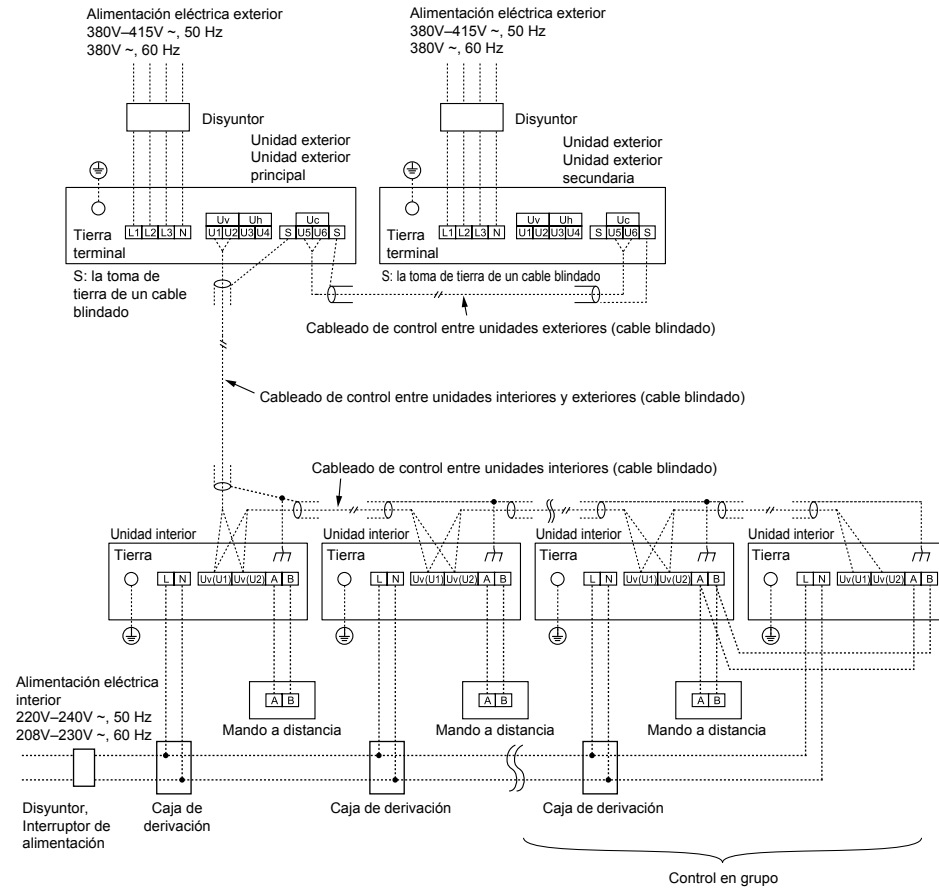 Alimentación eléctrica exterior
380V–415V ~, 50 Hz
380V ~, 60 Hz
Disyuntor
Unidad exterior
Unidad exterior
principal
Tierra
terminal
L1 L2 L3 N
Uv Uh
U1 U2 U3 U4
Uc
S U5 U6 S
S: la toma de
tierra de un cable
blindado
Alimentación eléctrica exterior
380V–415V ~, 50 Hz
380V ~, 60 Hz
Disyuntor
Unidad exterior
Unidad exterior
secundaria
Tierra
terminal
L1 L2 L3 N
Uv Uh
U1 U2 U3 U4
Uc
S U5 U6 S
S: la toma de tierra de un cable blindado
Cableado de control entre unidades exteriores (cable blindado)
Cableado de control entre unidades interiores y exteriores (cable blindado)
Cableado de control entre unidades interiores (cable blindado)
Unidad interior
Tierra
L N Uv(U1) Uv(U2) A B
Unidad interior
Tierra
L N Uv(U1) Uv(U2) A B
Unidad interior
Tierra
L N Uv(U1) Uv(U2) A B
Unidad interior
Tierra
L N Uv(U1) Uv(U2) A B
Alimentación eléctrica
interior
220V–240V ~, 50 Hz
208V–230V ~, 60 Hz
A B
Mando a distancia
A B
Mando a distancia
A B
Mando a distancia
Disyuntor,
Interruptor de
alimentación
Caja de
derivación
Caja de derivación
Caja de derivación
Control en grupo